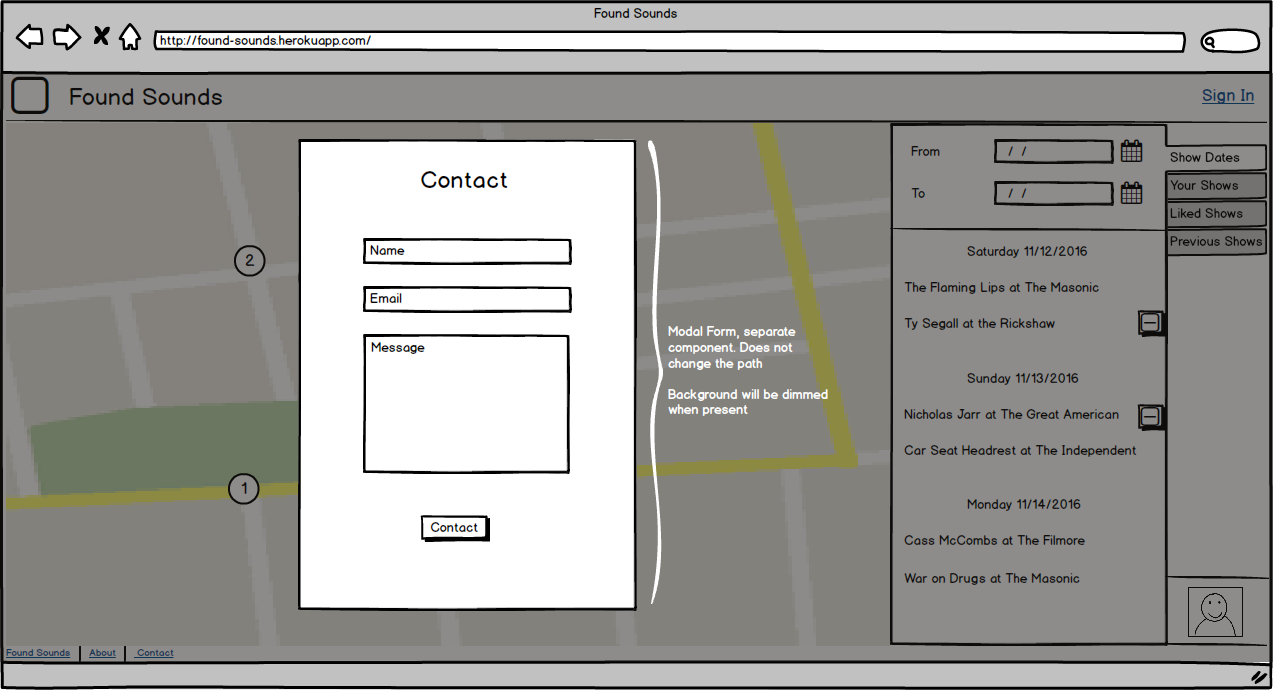 Found Sounds
http://found-sounds.herokuapp.com/
Found Sounds
Sign In
2
1
Contact
Name
Email
Message
Contact
Modal Form, separate
component. Does not
change the path
Background will be dimmed
when present
From
/ /
To
/ /
Show Dates
Your Shows
Liked Shows
Previous Shows
Saturday 11/12/2016
The Flaming Lips at The Masonic
Ty Segall at the Rickshaw
Sunday 11/13/2016
Nicholas Jarr at The Great American
Car Seat Headrest at The Independent
Monday 11/14/2016
Cass McCombs at The Filmore
War on Drugs at The Masonic
Found Sounds
About
Contact